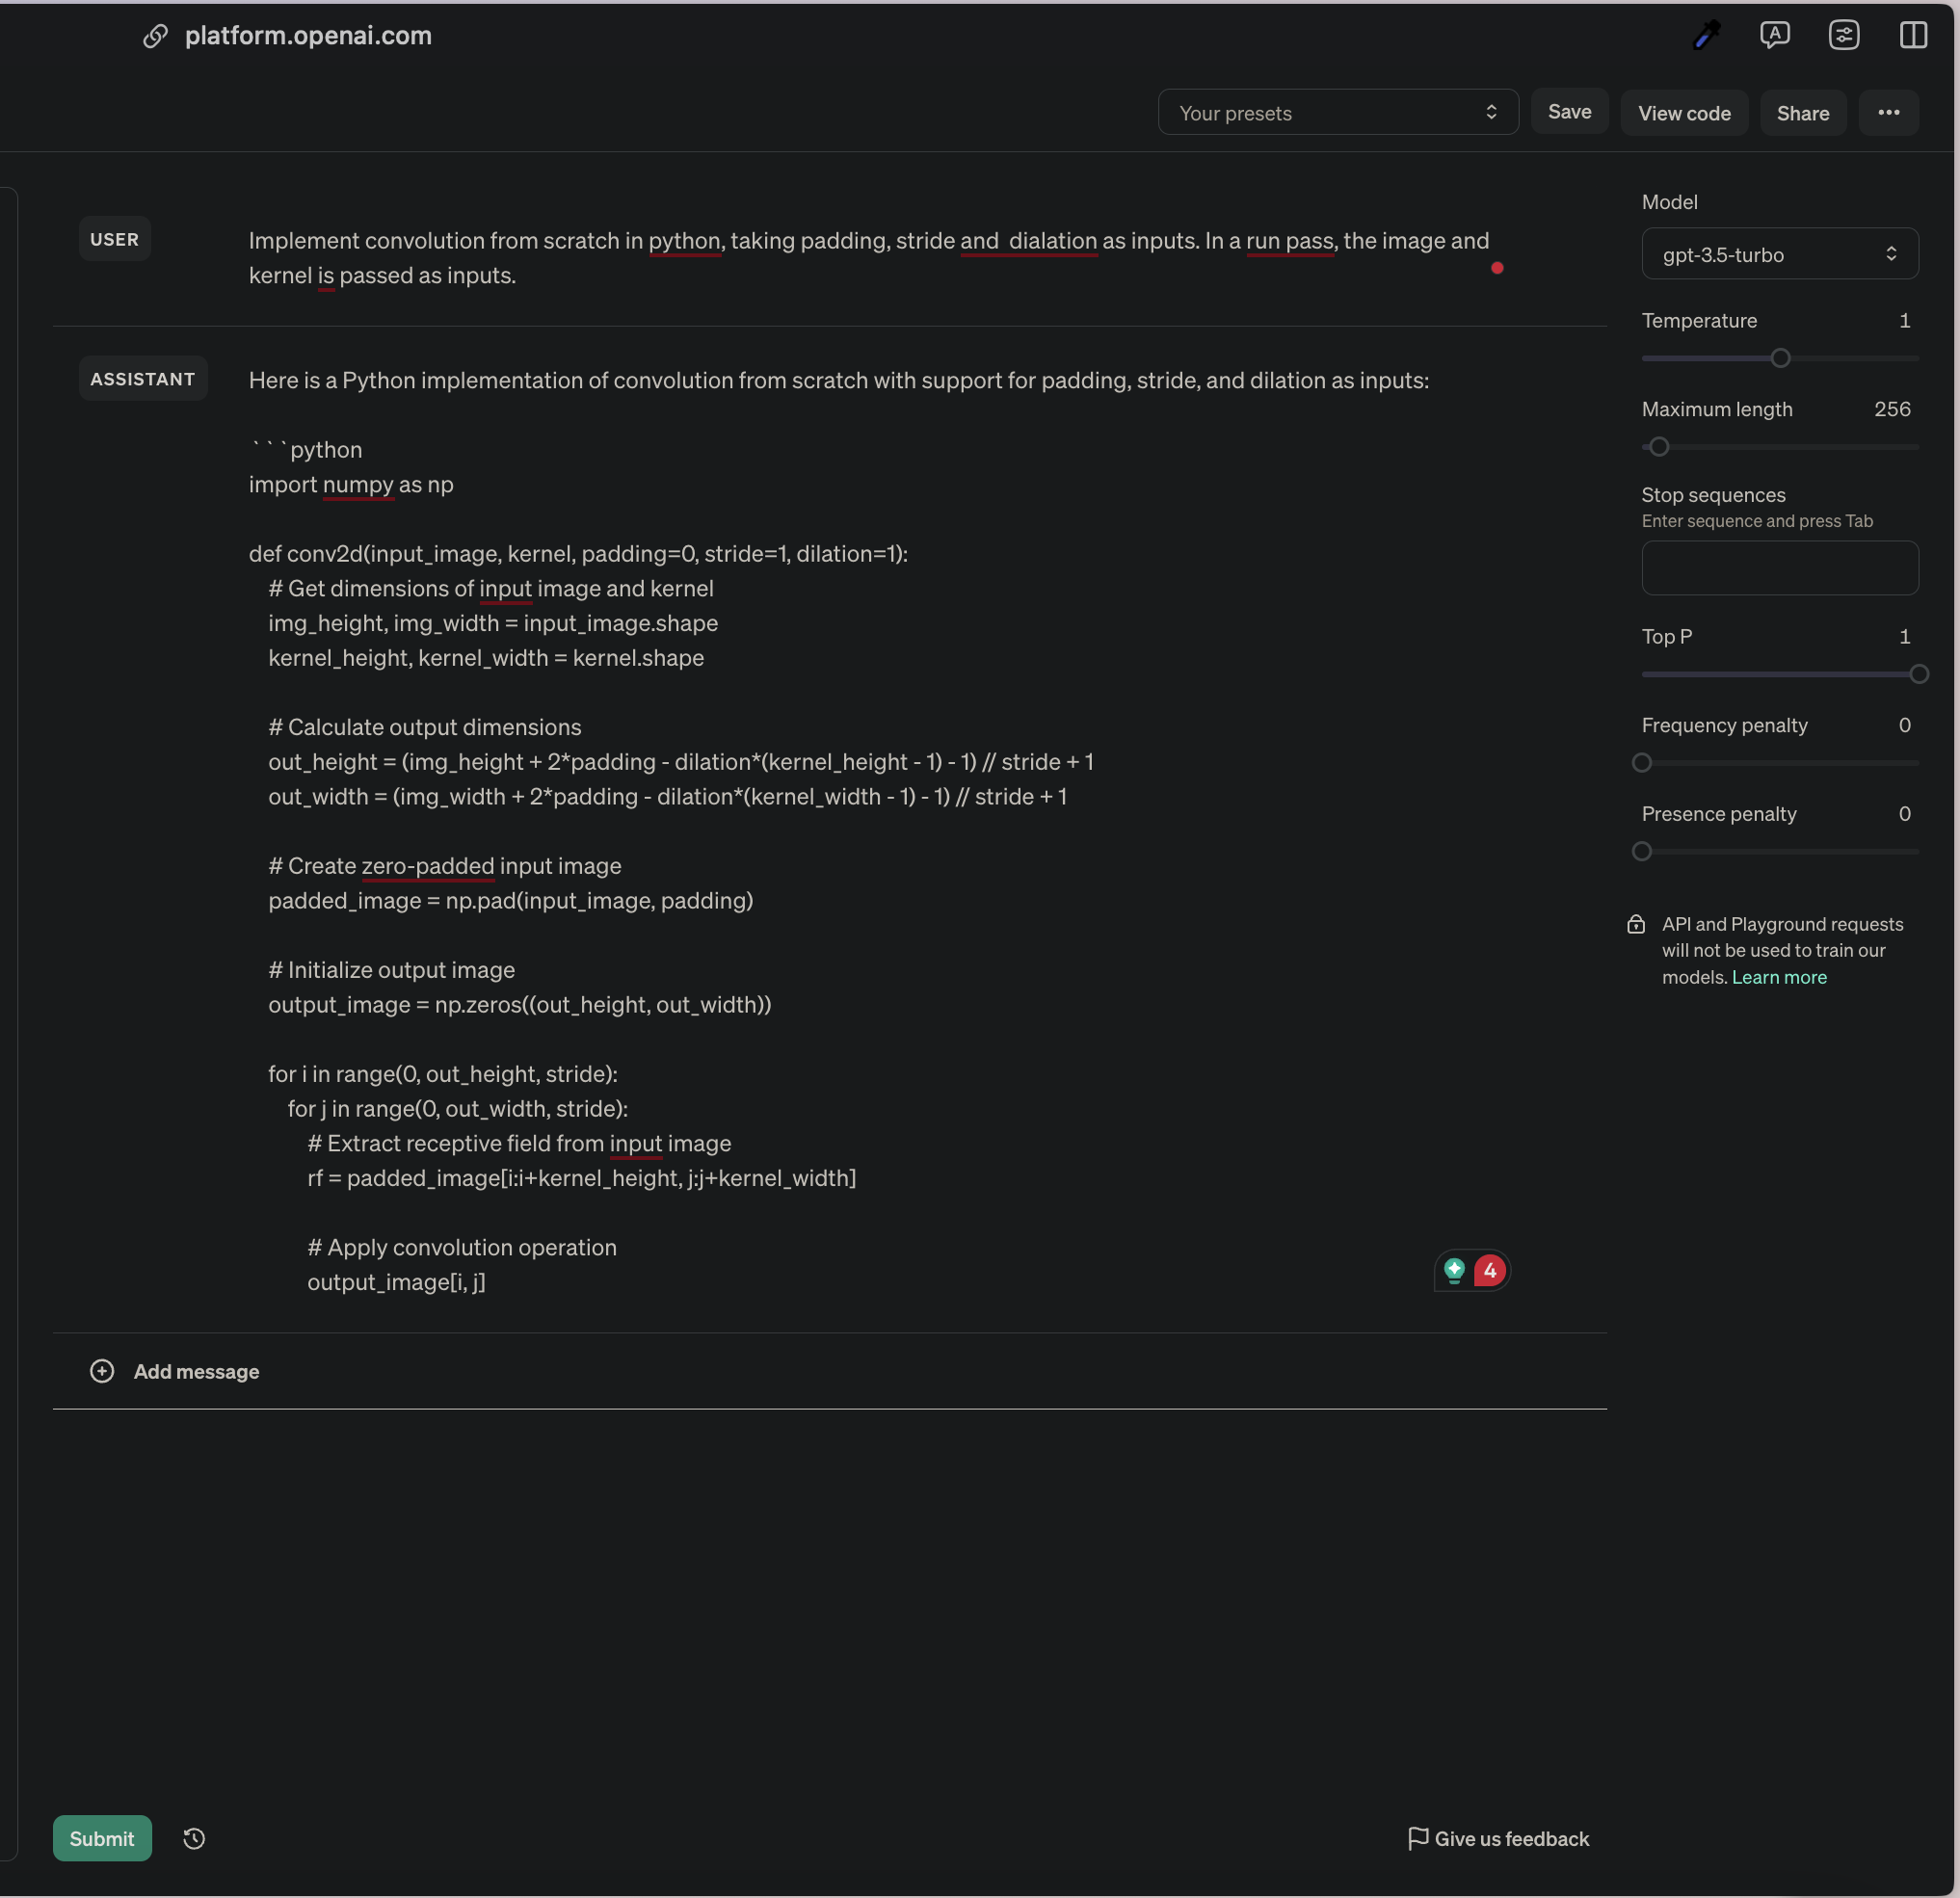 platform.openai.com
Your presets
Save
View code
Share
USER
Implement convolution from scratch in python, taking padding, stride and  dialation as inputs. In a run pass, the image and
kernel is passed as inputs.
ASSISTANT
Here is a Python implementation of convolution from scratch with support for padding, stride, and dilation as inputs:
```python
import numpy as np
def conv2d(input_image, kernel, padding=0, stride=1, dilation=1):
# Get dimensions of input image and kernel
img_height, img_width = input_image.shape
kernel_height, kernel_width = kernel.shape
# Calculate output dimensions
out_height = (img_height + 2*padding - dilation*(kernel_height - 1) - 1) // stride + 1
out_width = (img_width + 2*padding - dilation*(kernel_width - 1) - 1) // stride + 1
# Create zero-padded input image
padded_image = np.pad(input_image, padding)
# Initialize output image
output_image = np.zeros((out_height, out_width))
for i in range(0, out_height, stride):
for j in range(0, out_width, stride):
# Extract receptive field from input image
rf = padded_image[i:i+kernel_height, j:j+kernel_width]
# Apply convolution operation
output_image[i, j]
4
Add message
Submit
Give us feedback
Model
gpt-3.5-turbo
Temperature 1
Maximum length 256
Stop sequences
Enter sequence and press Tab
Top P 1
Frequency penalty 0
Presence penalty 0
API and Playground requests
will not be used to train our
models. Learn more